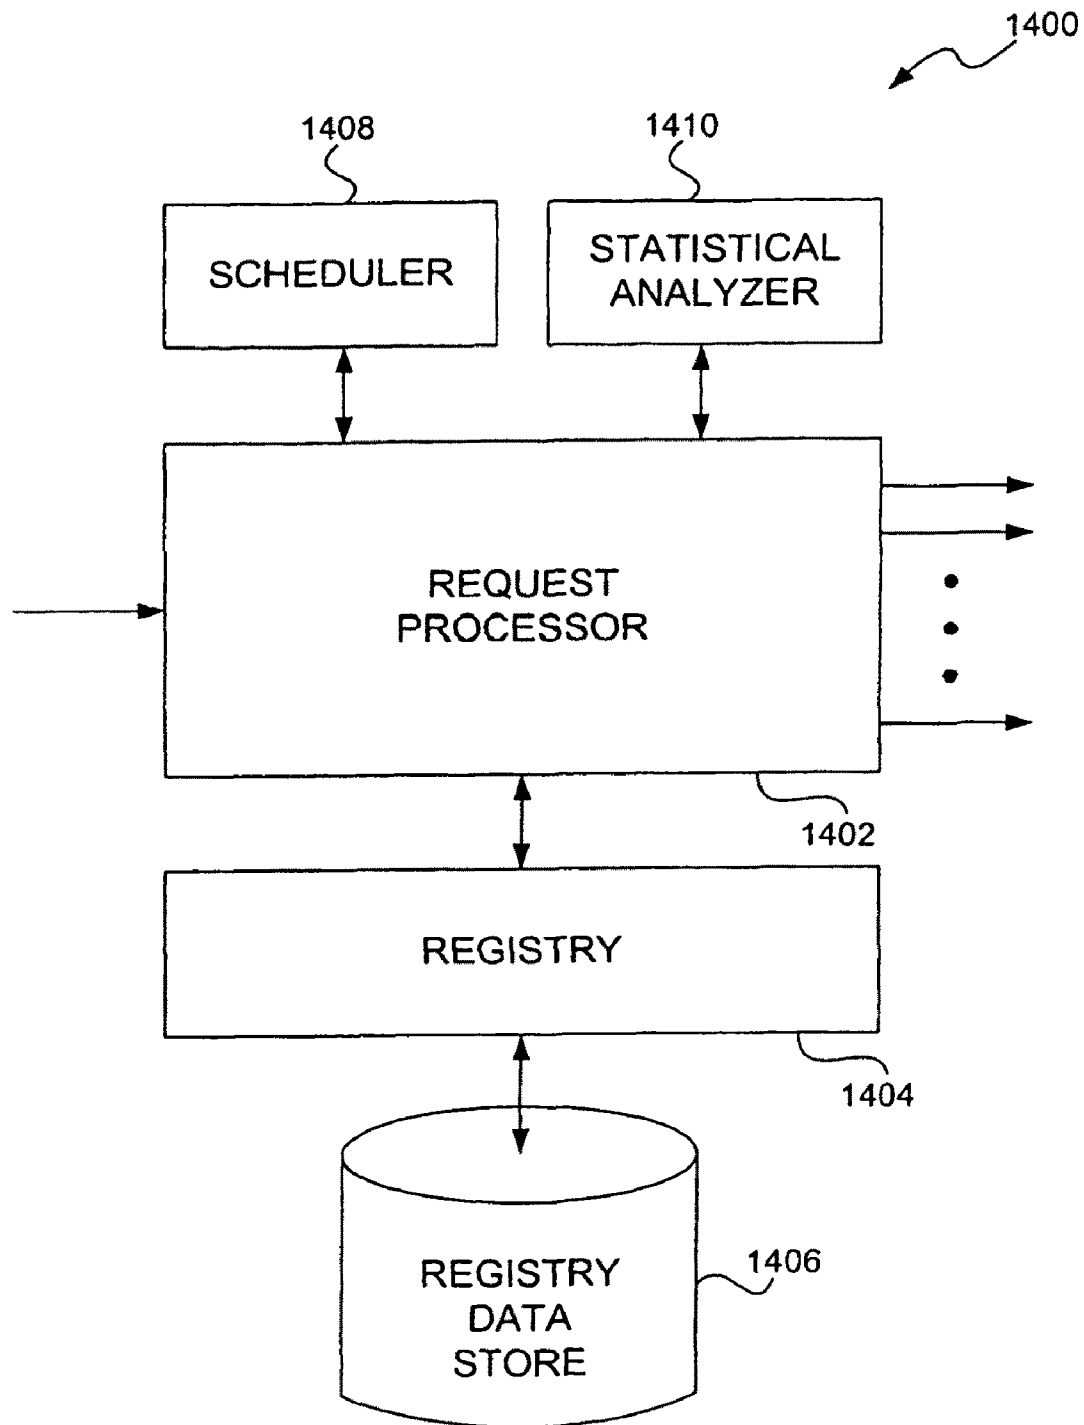 1400
1408
1410
SCHEDULER
STATISTICAL
ANALYZER
REQUEST
PROCESSOR
1402
REGISTRY
1404
1406
REGISTRY
DATA
STORE